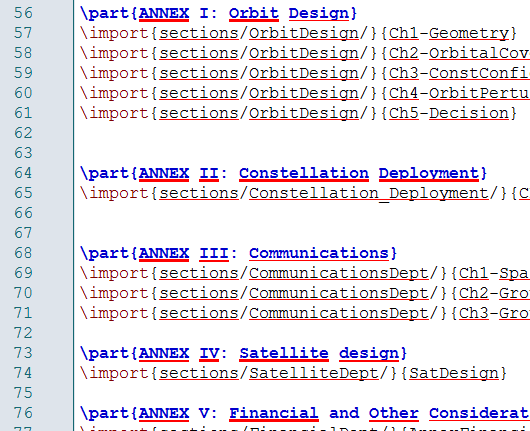 56 \part{ANNEX I: Orbit Design}
57 \import{sections/OrbitDesign/}{Ch1-Geometry}
58 \import{sections/OrbitDesign/}{Ch2-OrbitalCov
59 \import{sections/OrbitDesign/}{Ch3-ConstConfi
60 \import{sections/OrbitDesign/}{Ch4-OrbitPertu
61 \import{sections/OrbitDesign/}{Ch5-Decision}
62
63
64 \part{ANNEX II: Constellation Deployment}
65 \import{sections/Constellation_Deployment/}{C
66
67
68 \part{ANNEX III: Communications}
69 \import{sections/CommunicationsDept/}{Ch1-Spa
70 \import{sections/CommunicationsDept/}{Ch2-Gro
71 \import{sections/CommunicationsDept/}{Ch3-Gro
72
73 \part{ANNEX IV: Satellite design}
74 \import{sections/SatelliteDept/}{SatDesign}
75
76 \part{ANNEX V: Financial and Other Considerat